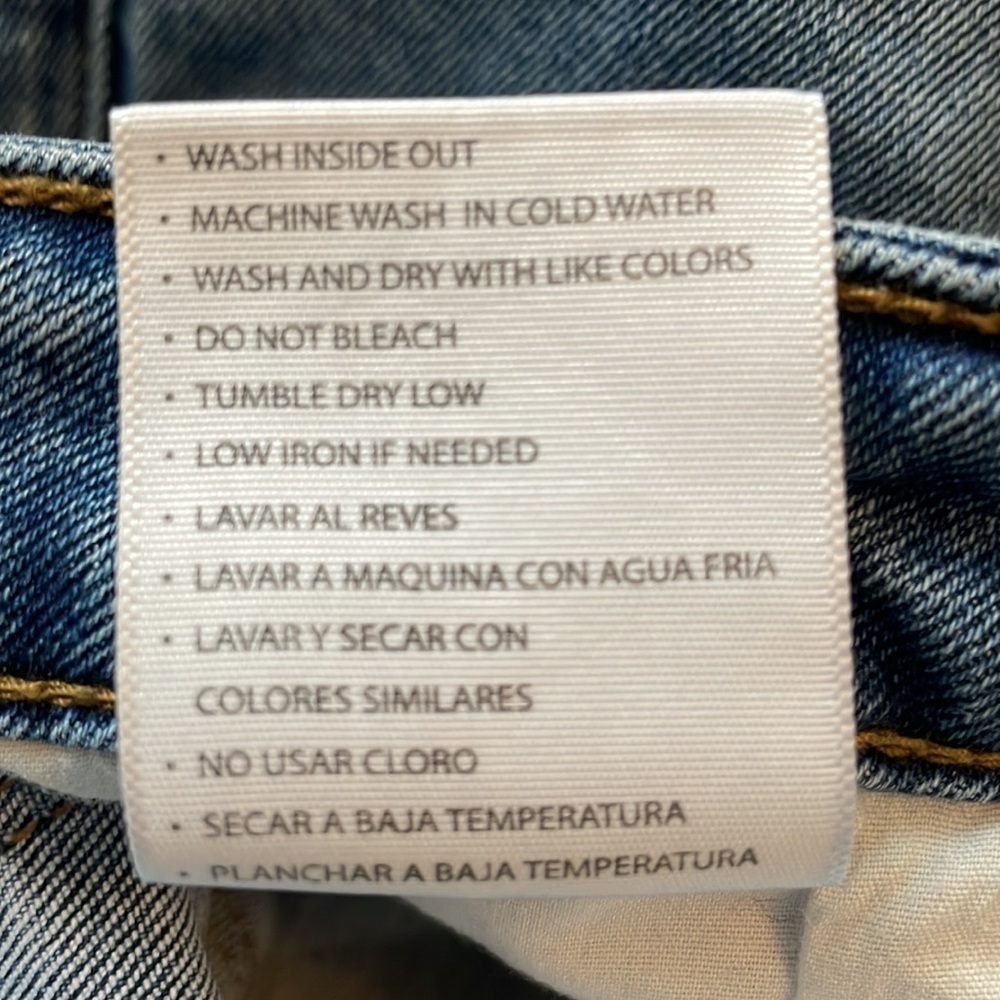 • WASH INSIDE OUT
• MACHINE WASH IN COLD WATER
• WASH AND DRY WITH LIKE COLORS
• DO NOT BLEACH
• TUMBLE DRY LOW
• LOW IRON IF NEEDED
• LAVAR AL REVES
• LAVAR A MAQUINA CON AGUA FRIA
• LAVAR Y SECAR CON
COLORES SIMILARES
• NO USAR CLORO
• SECAR A BAJA TEMPERATURA
• PLANCHAR A BAJA TEMPERATURA